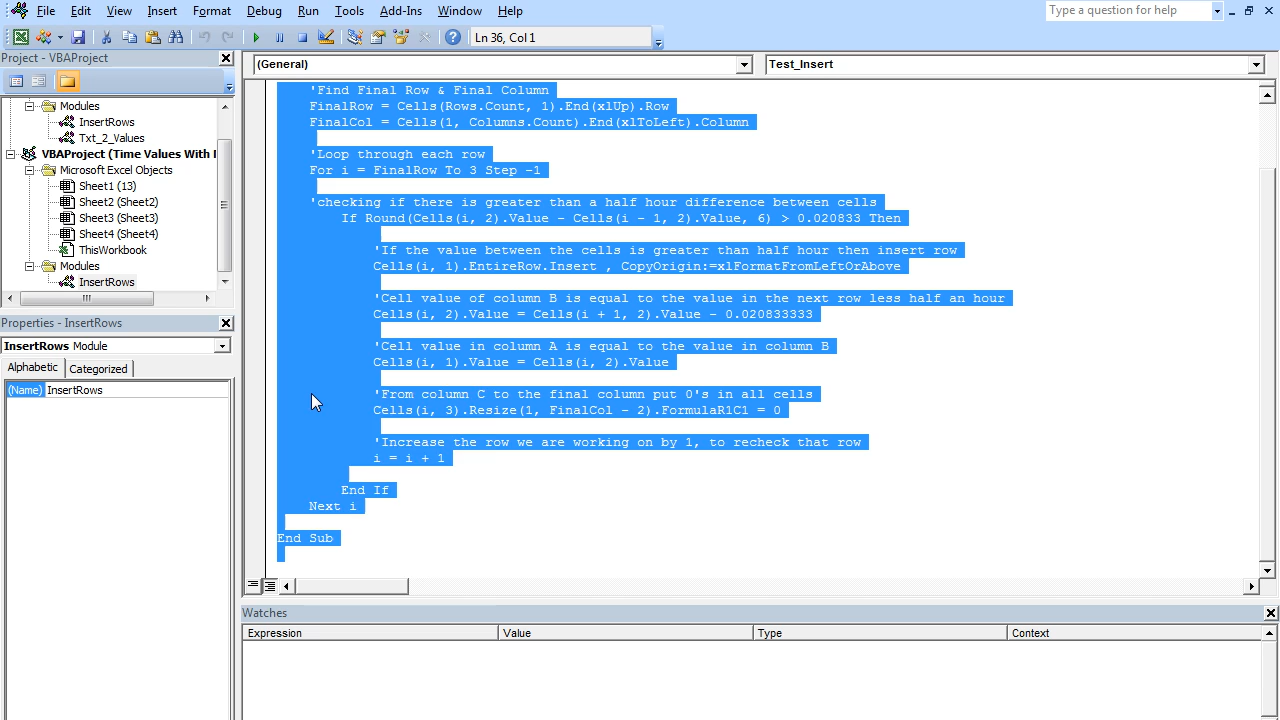 File Edit View Insert Format Debug Run Tools Add-Ins Window Help
Type a question for help
Ln 36, Col 1
Project - VBAProject
(General)
Test_Insert
Modules
InsertRows
Txt_2_Values
VBAProject (Time Values With I
Microsoft Excel Objects
Sheet1 (13)
Sheet2 (Sheet2)
Sheet3 (Sheet3)
Sheet4 (Sheet4)
ThisWorkbook
Modules
InsertRows
Properties - InsertRows
InsertRows Module
Alphabetic Categorized
(Name) InsertRows
'Find Final Row & Final Column
FinalRow = Cells(Rows.Count, 1).End(xlUp).Row
FinalCol = Cells(1, Columns.Count).End(xlToLeft).Column
'Loop through each row
For i = FinalRow To 3 Step -1
'checking if there is greater than a half hour difference between cells
If Round(Cells(i, 2).Value - Cells(i - 1, 2).Value, 6) > 0.020833 Then
'If the value between the cells is greater than half hour then insert row
Cells(i, 1).EntireRow.Insert , CopyOrigin:=xlFormatFromLeftOrAbove
'Cell value of column B is equal to the value in the next row less half an hour
Cells(i, 2).Value = Cells(i + 1, 2).Value - 0.020833333
'Cell value in column A is equal to the value in column B
Cells(i, 1).Value = Cells(i, 2).Value
'From column C to the final column put 0's in all cells
Cells(i, 3).Resize(1, FinalCol - 2).FormulaR1C1 = 0
'Increase the row we are working on by 1, to recheck that row
i = i + 1
End If
Next i
End Sub
Watches
Expression Value Type Context